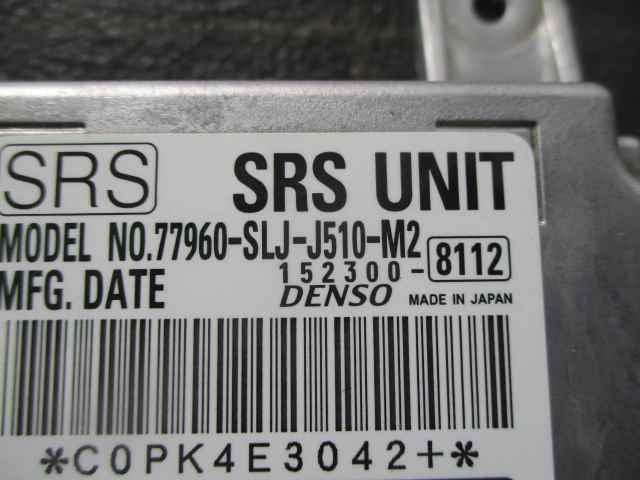 SRS SRS UNIT
MODEL NO.77960-SLJ-J510-M2
MFG. DATE 152300-8112
DENSO MADE IN JAPAN
*C0PK4E3042+*